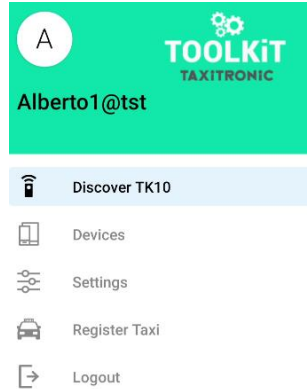 A
TOOLKiT
TAXITRONIC
Alberto1@tst
Discover TK10
Devices
Settings
Register Taxi
Logout